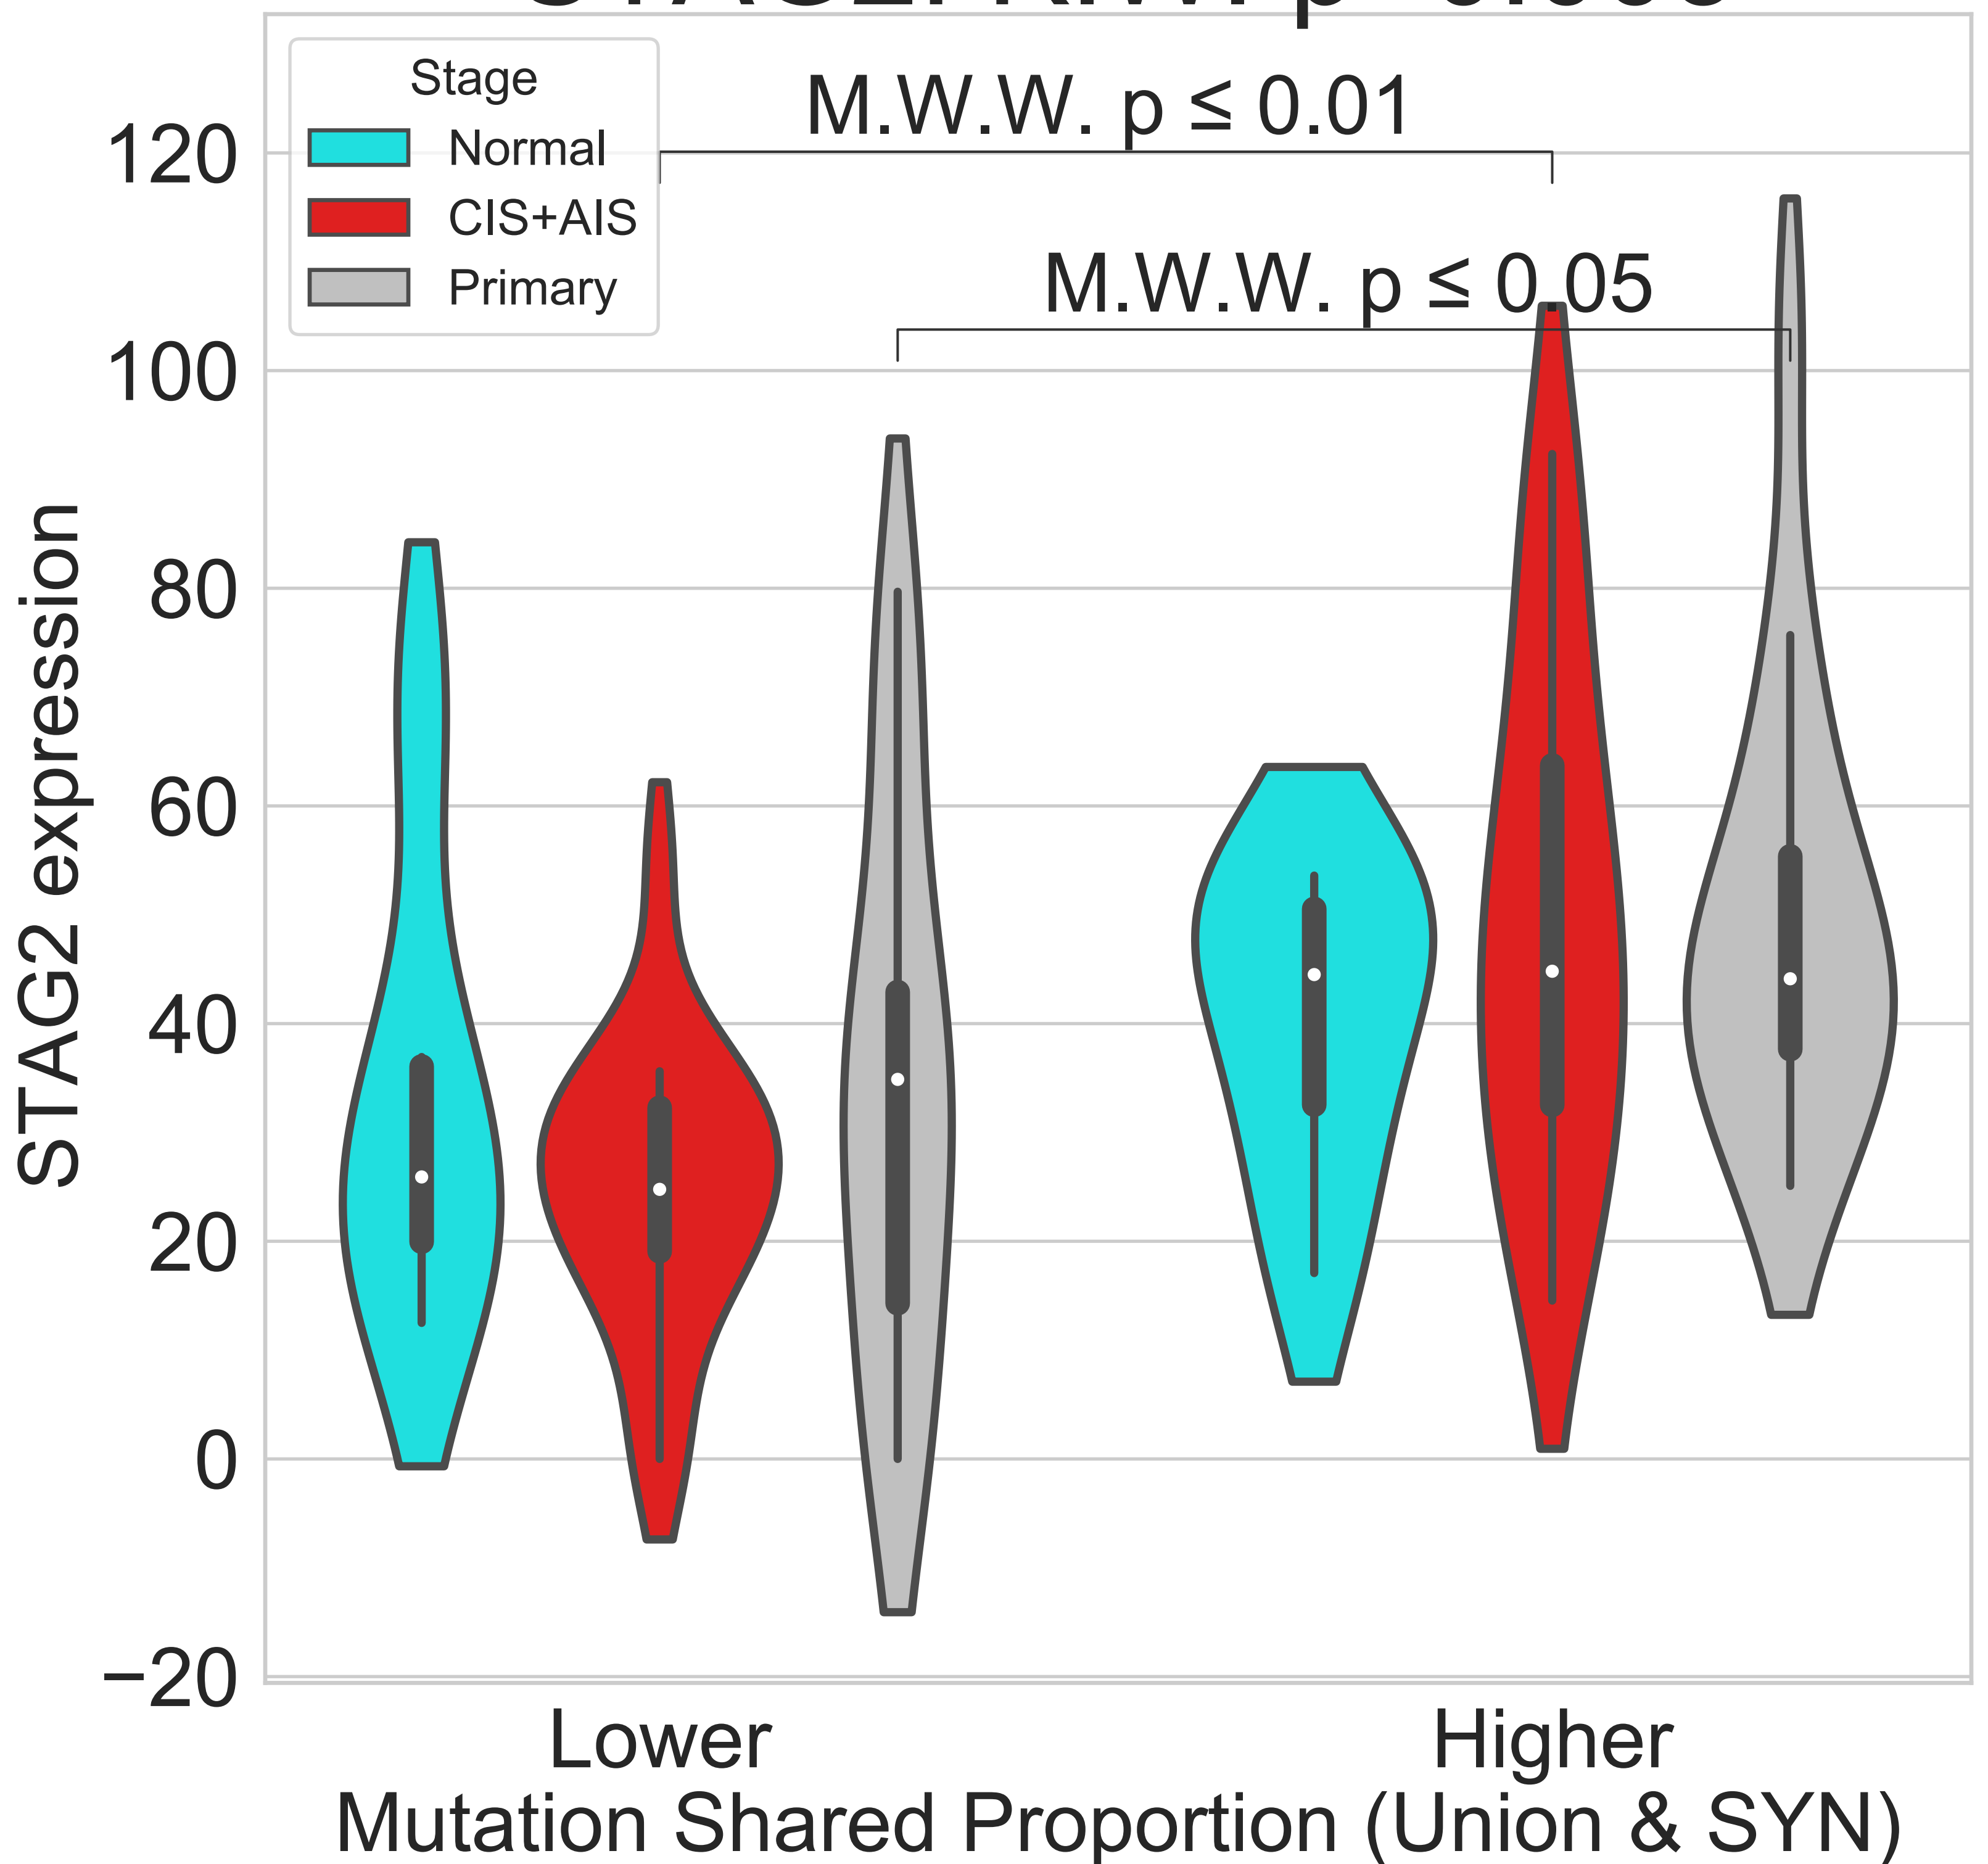 Stage
Normal
CIS+AIS
Primary
M.W.W. p ≤ 0.01
M.W.W. p ≤ 0.05
120
100
80
60
40
20
0
−20
STAG2 expression
Lower
Higher
Mutation Shared Proportion (Union & SYN)